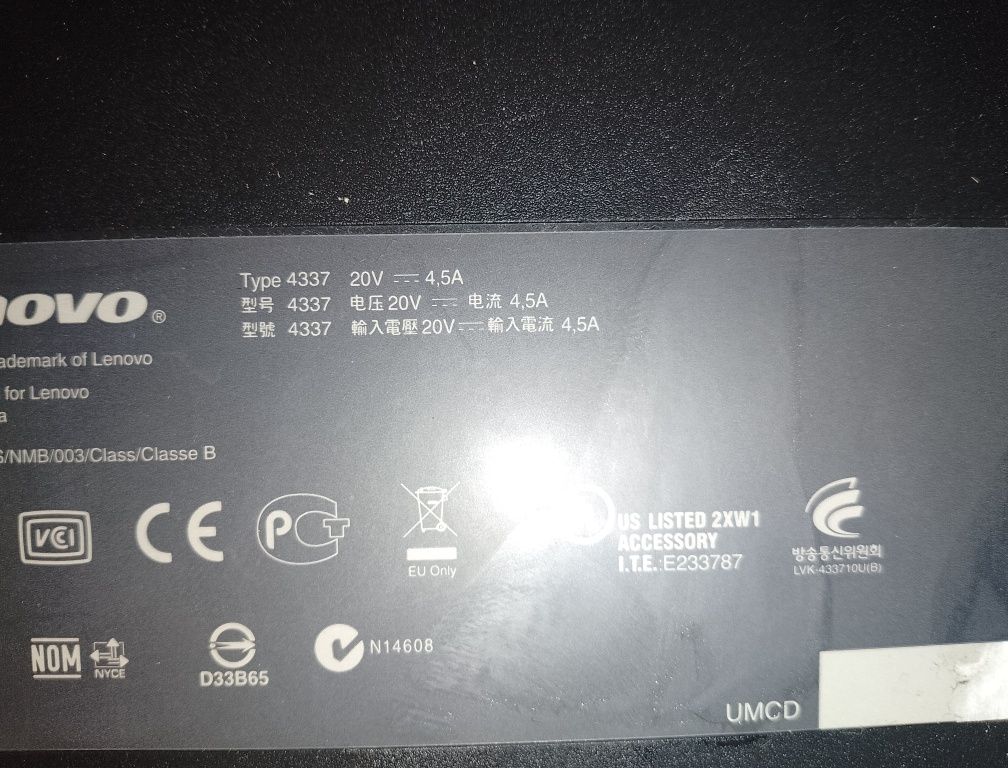 novo®
ademark of Lenovo
for Lenovo
a
S/NMB/003/Class/Classe B
Type 4337 20V ⎓ 4,5A
型号 4337 电压 20V ⎓ 电流 4,5A
型號 4337 輸入電壓 20V ⎓ 輸入電流 4,5A
VCI
CE
PCT
EU Only
US LISTED 2XW1
ACCESSORY
I.T.E.:E233787
방송통신위원회
LVK-433710U(B)
NOM
NYCE
D33B65
N14608
UMCD